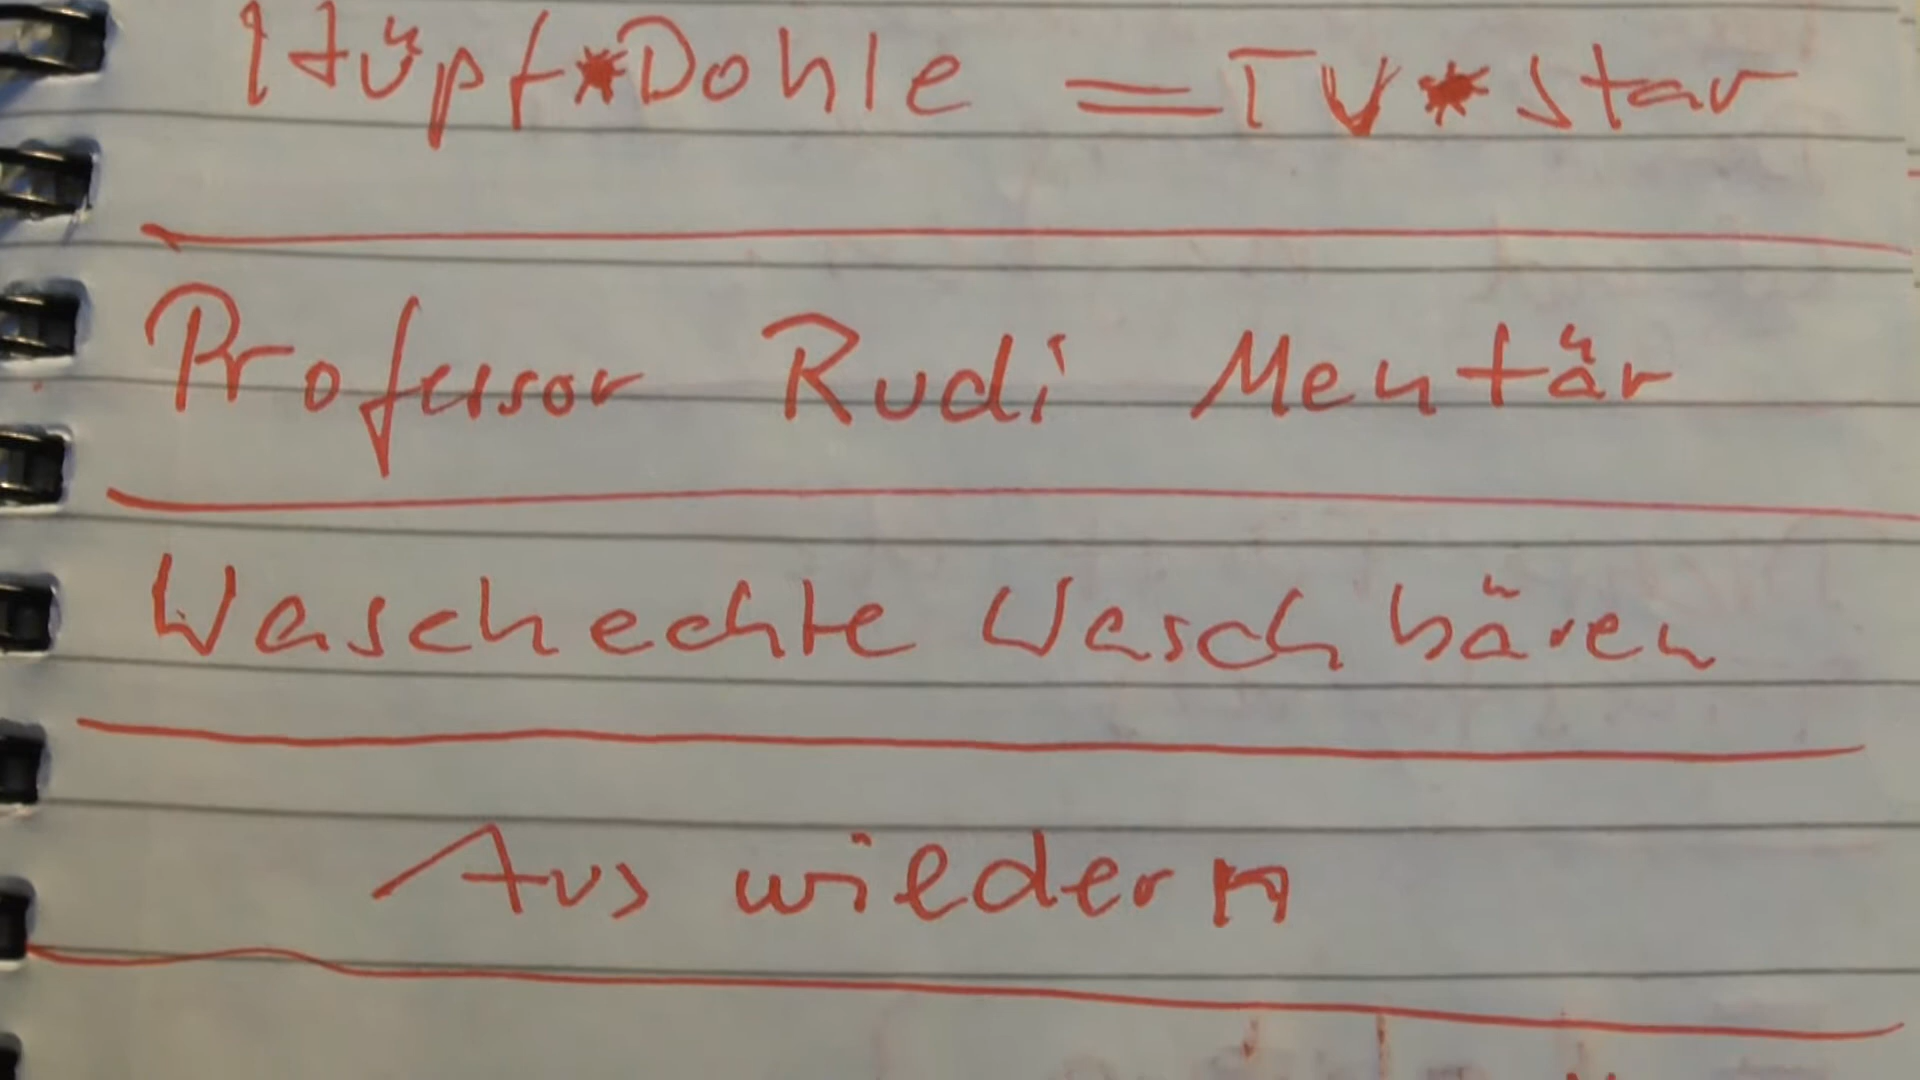 Hüpf*Dohle = TV*Star
Professor Rudi Mentär
Waschechte Waschbären
Aus wiedern